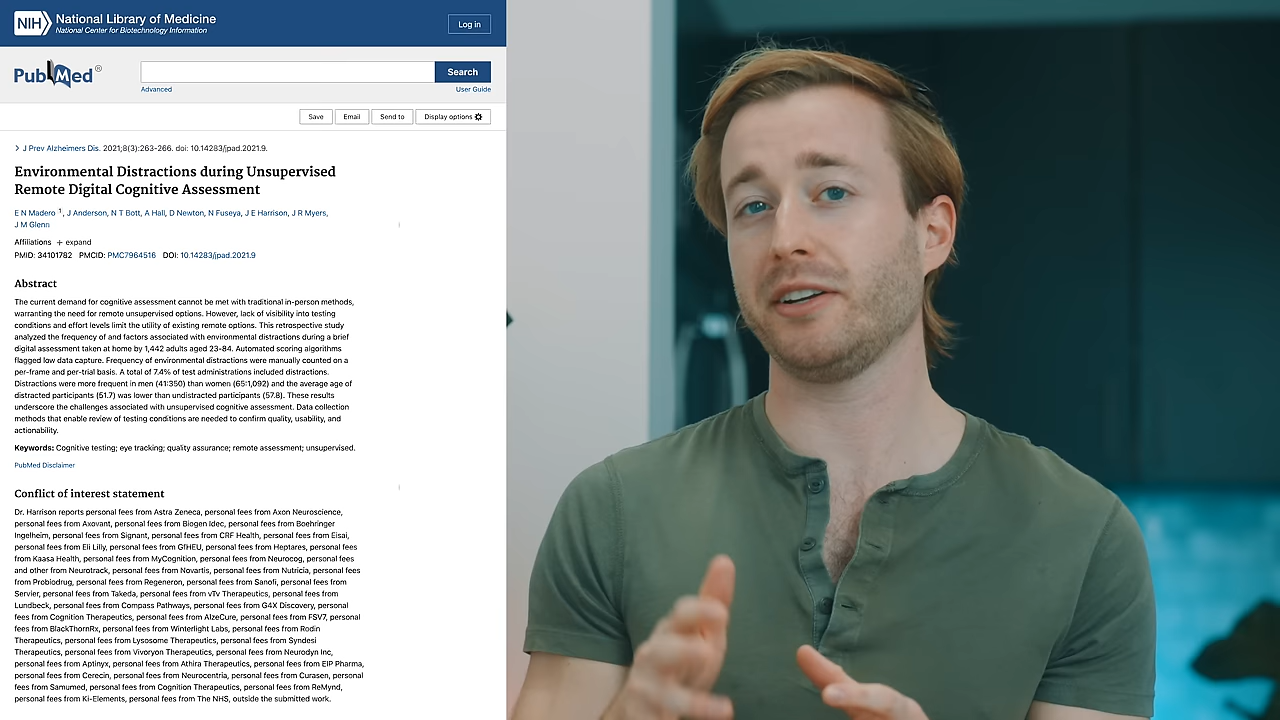 NIH National Library of Medicine
National Center for Biotechnology Information
Log in
PubMed®
Search
Advanced
User Guide
Save
Email
Send to
Display options
J Prev Alzheimers Dis. 2021;8(3):263-266. doi: 10.14283/jpad.2021.9.
Environmental Distractions during Unsupervised
Remote Digital Cognitive Assessment
E N Madero 1, J Anderson, N T Bott, A Hall, D Newton, N Fuseya, J E Harrison, J R Myers,
J M Glenn
Affiliations + expand
PMID: 34101782 PMCID: PMC7964516 DOI: 10.14283/jpad.2021.9
Abstract
The current demand for cognitive assessment cannot be met with traditional in-person methods,
warranting the need for remote unsupervised options. However, lack of visibility into testing
conditions and effort levels limit the utility of existing remote options. This retrospective study
analyzed the frequency of and factors associated with environmental distractions during a brief
digital assessment taken at home by 1,442 adults aged 23-84. Automated scoring algorithms
flagged low data capture. Frequency of environmental distractions were manually counted on a
per-frame and per-trial basis. A total of 7.4% of test administrations included distractions.
Distractions were more frequent in men (41:350) than women (65:1,092) and the average age of
distracted participants (51.7) was lower than undistracted participants (57.8). These results
underscore the challenges associated with unsupervised cognitive assessment. Data collection
methods that enable review of testing conditions are needed to confirm quality, usability, and
actionability.
Keywords: Cognitive testing; eye tracking; quality assurance; remote assessment; unsupervised.
PubMed Disclaimer
Conflict of interest statement
Dr. Harrison reports personal fees from Astra Zeneca, personal fees from Axon Neuroscience,
personal fees from Axovant, personal fees from Biogen Idec, personal fees from Boehringer
Ingelheim, personal fees from Signant, personal fees from CRF Health, personal fees from Eisai,
personal fees from Eli Lilly, personal fees from GfHEU, personal fees from Heptares, personal fees
from Kaasa Health, personal fees from MyCognition, personal fees from Neurocog, personal fees
and other from Neurotrack, personal fees from Novartis, personal fees from Nutricia, personal fees
from Probiodrug, personal fees from Regeneron, personal fees from Sanofi, personal fees from
Servier, personal fees from Takeda, personal fees from vTv Therapeutics, personal fees from
Lundbeck, personal fees from Compass Pathways, personal fees from G4X Discovery, personal
fees from Cognition Therapeutics, personal fees from AlzeCure, personal fees from FSV7, personal
fees from BlackThornRx, personal fees from Winterlight Labs, personal fees from Rodin
Therapeutics, personal fees from Lysosome Therapeutics, personal fees from Syndesi
Therapeutics, personal fees from Vivoryon Therapeutics, personal fees from Neurodyn Inc,
personal fees from Aptinyx, personal fees from Athira Therapeutics, personal fees from EIP Pharma,
personal fees from Cerecin, personal fees from Neurocentria, personal fees from Curasen, personal
fees from Samumed, personal fees from Cognition Therapeutics, personal fees from ReMynd,
personal fees from Ki-Elements, personal fees from The NHS, outside the submitted work.